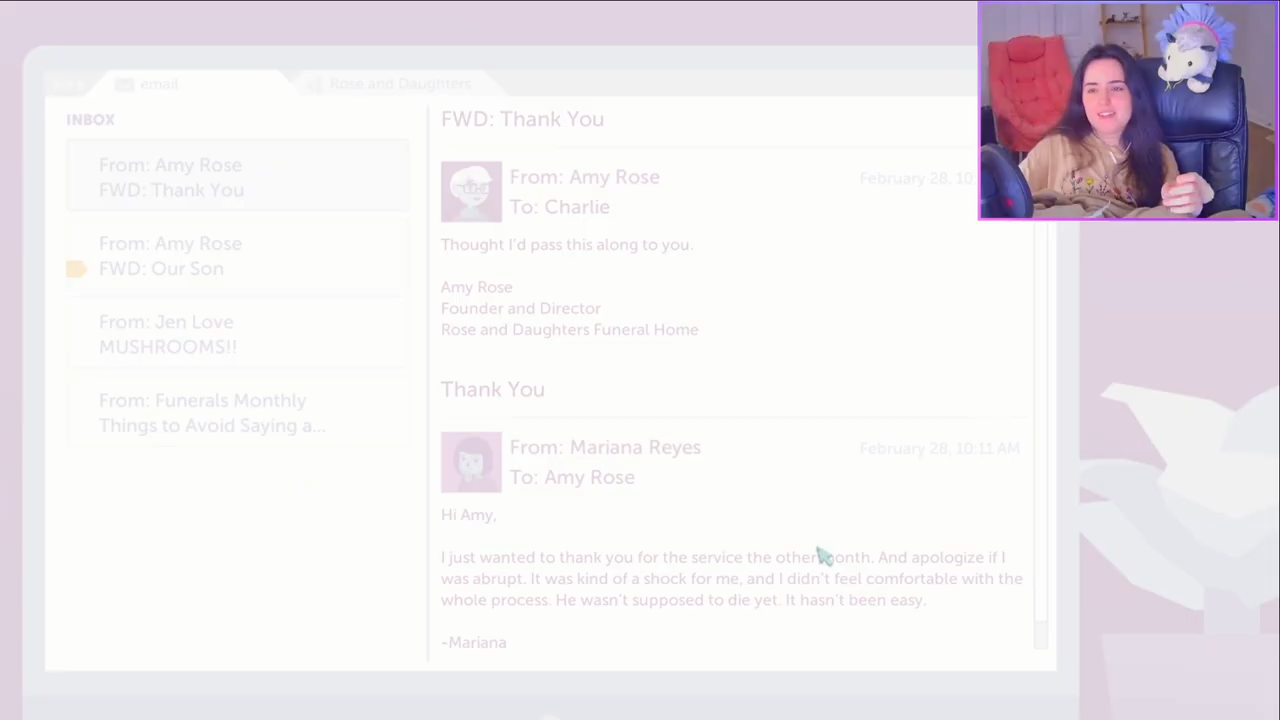 email
Rose and Daughters
INBOX
From: Amy Rose
FWD: Thank You
From: Amy Rose
FWD: Our Son
From: Jen Love
MUSHROOMS!!
From: Funerals Monthly
Things to Avoid Saying a...
FWD: Thank You
From: Amy Rose
February 28, 10
To: Charlie
Thought I'd pass this along to you.
Amy Rose
Founder and Director
Rose and Daughters Funeral Home
Thank You
From: Mariana Reyes
February 28, 10:11 AM
To: Amy Rose
Hi Amy,
I just wanted to thank you for the service the other month. And apologize if I
was abrupt. It was kind of a shock for me, and I didn't feel comfortable with the
whole process. He wasn't supposed to die yet. It hasn't been easy.
~Mariana